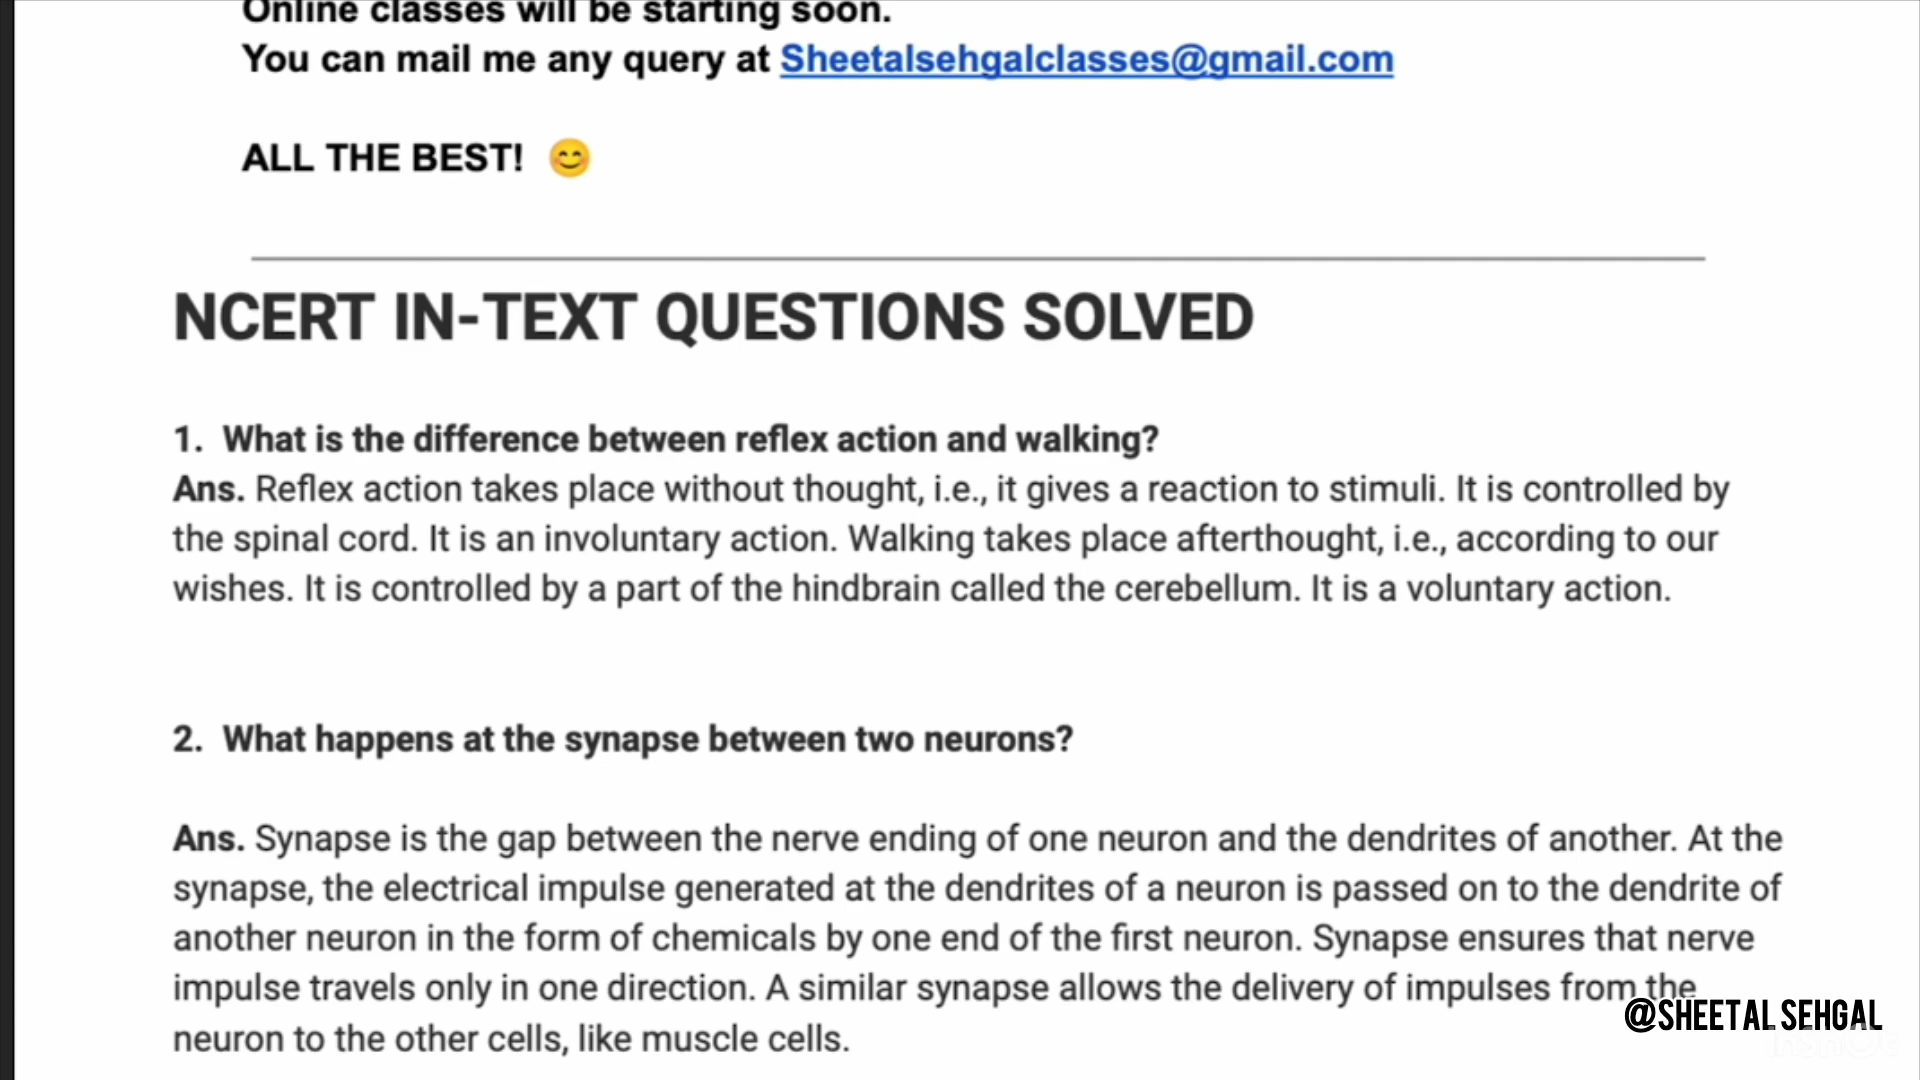 Online classes will be starting soon.
You can mail me any query at Sheetalsehgalclasses@gmail.com
ALL THE BEST! 😊
NCERT IN-TEXT QUESTIONS SOLVED
1. What is the difference between reflex action and walking?
Ans. Reflex action takes place without thought, i.e., it gives a reaction to stimuli. It is controlled by
the spinal cord. It is an involuntary action. Walking takes place afterthought, i.e., according to our
wishes. It is controlled by a part of the hindbrain called the cerebellum. It is a voluntary action.
2. What happens at the synapse between two neurons?
Ans. Synapse is the gap between the nerve ending of one neuron and the dendrites of another. At the
synapse, the electrical impulse generated at the dendrites of a neuron is passed on to the dendrite of
another neuron in the form of chemicals by one end of the first neuron. Synapse ensures that nerve
impulse travels only in one direction. A similar synapse allows the delivery of impulses from the
neuron to the other cells, like muscle cells.
@SHEETAL SEHGAL